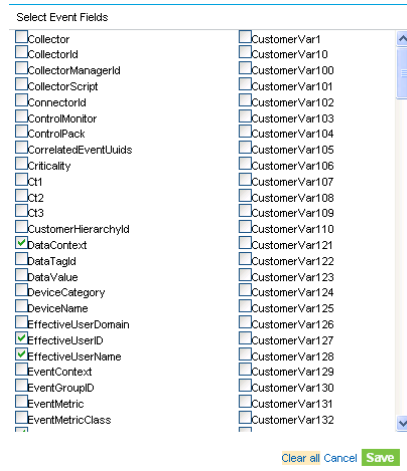 Select Event Fields
Collector CustomerVar1
CollectorId CustomerVar10
CollectorManagerId CustomerVar100
CollectorScript CustomerVar101
ConnectorId CustomerVar102
ControlMonitor CustomerVar103
ControlPack CustomerVar104
CorrelatedEventUuids CustomerVar105
Criticality CustomerVar106
Ct1 CustomerVar107
Ct2 CustomerVar108
Ct3 CustomerVar109
CustomerHierarchyId CustomerVar110
DataContext CustomerVar121
DataTagId CustomerVar122
DataValue CustomerVar123
DeviceCategory CustomerVar124
DeviceName CustomerVar125
EffectiveUserDomain CustomerVar126
EffectiveUserID CustomerVar127
EffectiveUserName CustomerVar128
EventContext CustomerVar129
EventGroupID CustomerVar130
EventMetric CustomerVar131
EventMetricClass CustomerVar132
Clear all Cancel Save